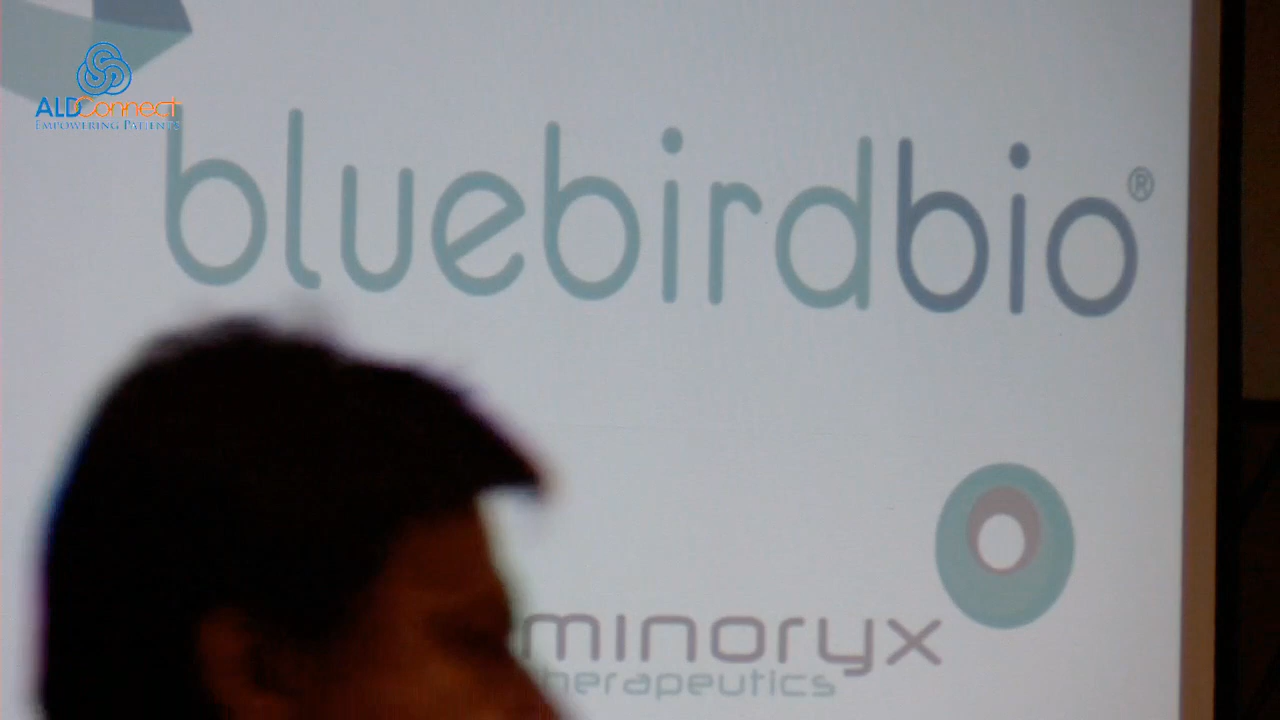 ALDConnect
EMPOWERING PATIENTS
bluebirdbio®
minoryx
therapeutics